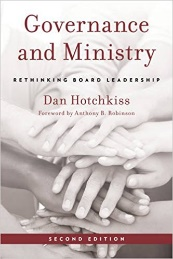 Governance
and Ministry
RETHINKING BOARD LEADERSHIP
Dan Hotchkiss
Foreword by Anthony B. Robinson
SECOND EDITION